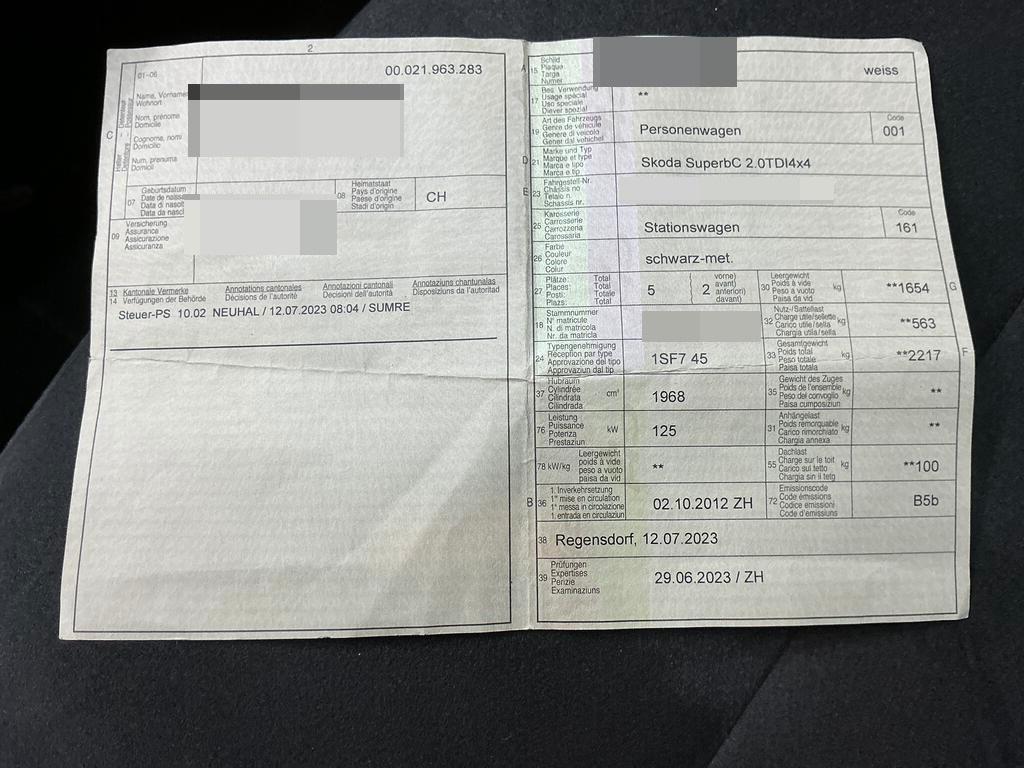 2
01-06
00.021.963.283
Name, Vorname
Wohnort
Nom, prénom
Domicile
Cognome, nomi
Domicilio
Num, prenuma
Domicil
C
07
Geburtsdatum
Date de naiss
Data di nasc
Data da nasc
08
Heimatstaat
Pays d'origine
Paese d'origine
Stadi d'origin
CH
09
Versicherung
Assurance
Assicurazione
Assicuranza
13 Kantonale Vermerke
14 Verfügungen der Behörde
Annotations cantonales
Décisions de l'autorité
Annotazioni cantonali
Decisioni dell'autorità
Annotaziuns chantunalas
Disposiziuns da l'autoritad
Steuer-PS 10.02 NEUHAL / 12.07.2023 08:04 / SUMRE
A
15
Schild
Plaque
Targa
Numer
weiss
17
Bes. Verwendung
Usage spécial
Uso speciale
Diever spezial
**
19
Art des Fahrzeugs
Genre de véhicule
Genere di veicolo
Gener dal vehichel
Personenwagen
Code
001
D
21
Marke und Typ
Marque et type
Marca e tipo
Marca e tip
Skoda SuperbC 2.0TDI4x4
E
23
Fahrgestell-Nr.
Châssis no
Telaio n.
Schassis nr.
25
Karosserie
Carrosserie
Carrozzeria
Carossaria
Stationswagen
Code
161
26
Farbe
Couleur
Colore
Colur
schwarz-met.
27
Plätze: Total
Places: Total
Posti: Totale
Plazs: Total
5
( 2
vorne)
avant)
anteriori)
davant)
30
Leergewicht
Poids à vide
Peso a vuoto
Paisa da vid
kg
**1654
G
18
Stammnummer
N° matricule
N. di matricola
Nr. da matricla
32
Nutz-/Sattellast
Charge utile/sellette
Carico utile/sella
Chargia utila/sella
kg
**563
24
Typengenehmigung
Réception par type
Approvazione del tipo
Approvaziun dal tip
1SF7 45
33
Gesamtgewicht
Poids total
Peso totale
Paisa totala
kg
**2217
F
37
Hubraum
Cylindrée
Cilindrata
Cilindrada
cm³
1968
35
Gewicht des Zuges
Poids de l'ensemble
Peso del convoglio
Paisa cumposiziun
kg
**
76
Leistung
Puissance
Potenza
Prestaziun
kW
125
31
Anhängelast
Poids remorquable
Carico rimorchiato
Chargia annexa
kg
**
78 kW/kg
Leergewicht
poids à vide
peso a vuoto
paisa da vid
**
55
Dachlast
Charge sur le toit
Carico sul tetto
Chargia sin il tetg
kg
**100
B
36
1. Inverkehrsetzung
1re mise en circulation
1a messa in circolazione
1. entrada en circulaziun
02.10.2012 ZH
72
Emissionscode
Code émissions
Codice emissioni
Code d'emissiuns
B5b
38
Regensdorf, 12.07.2023
39
Prüfungen
Expertises
Perizie
Examinaziuns
29.06.2023 / ZH